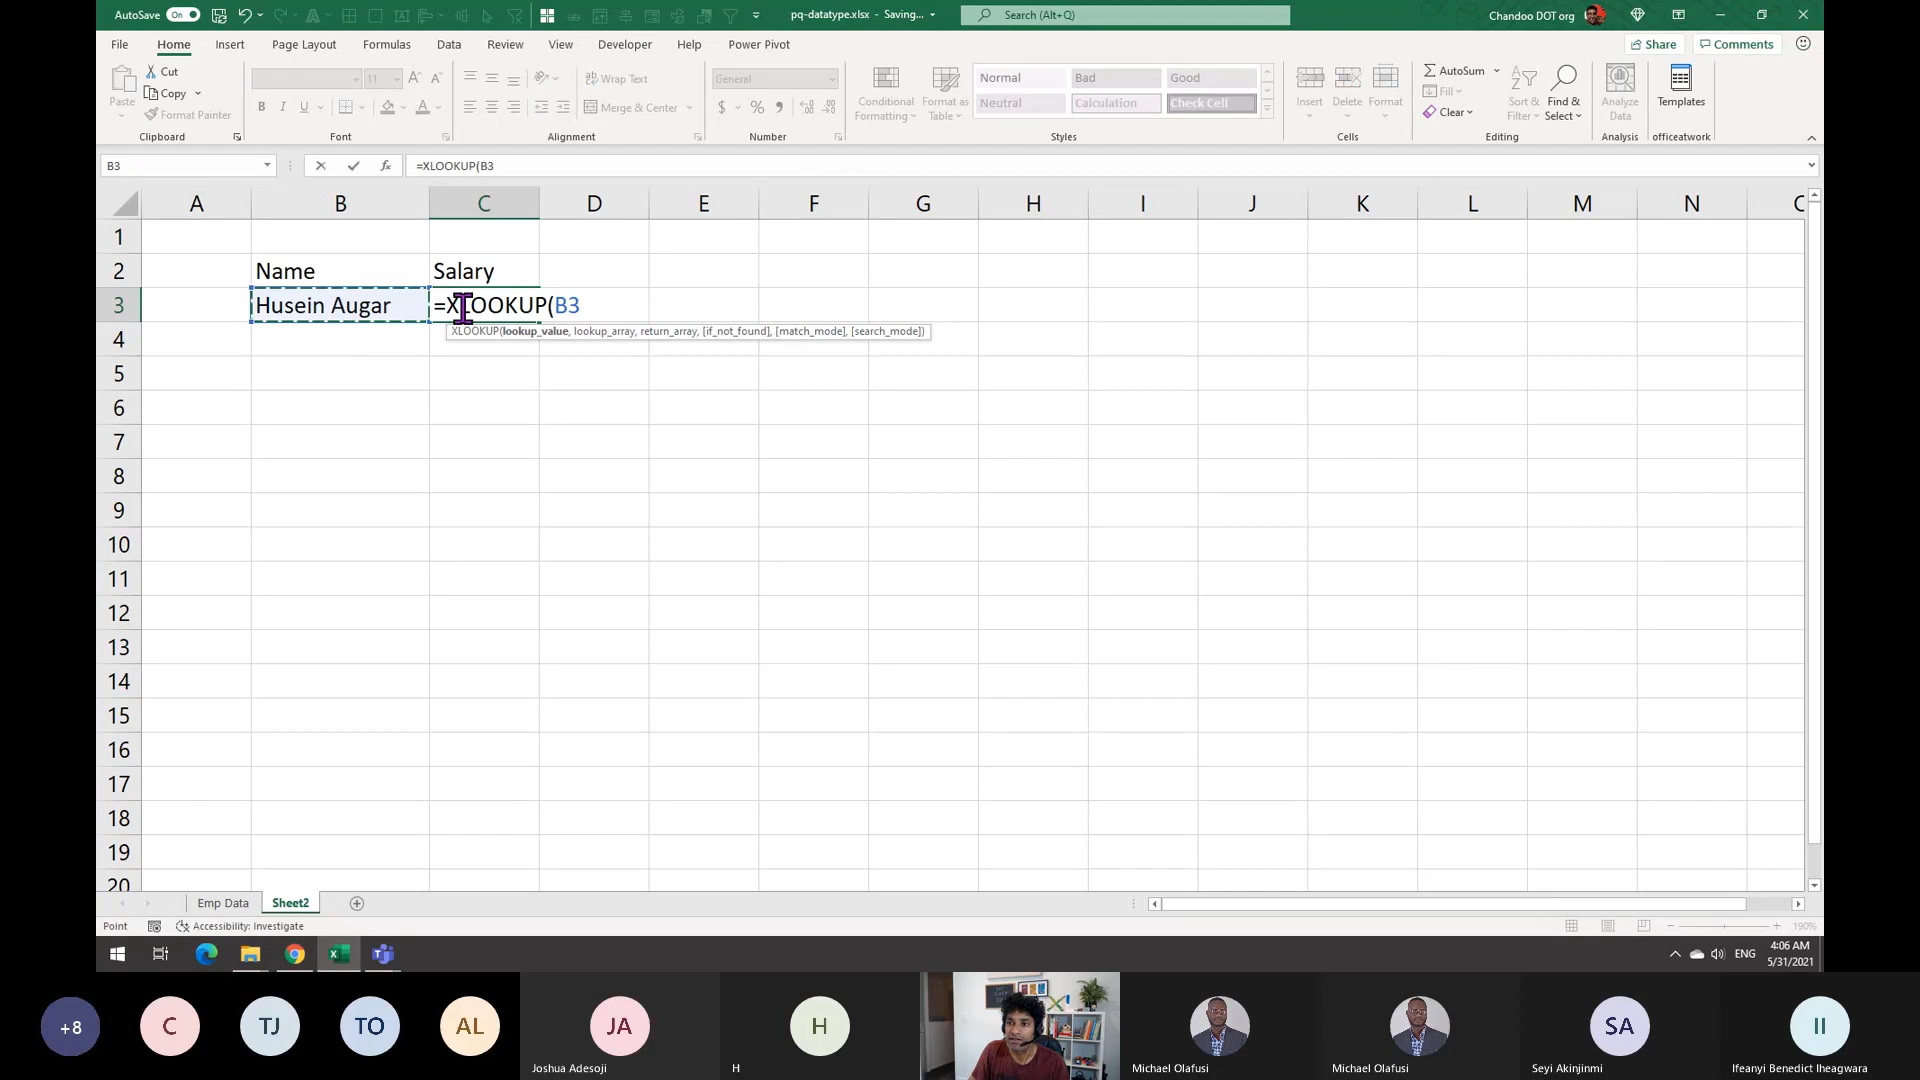 AutoSave On pq-datatype.xlsx - Saving... Search (Alt+Q) Chandoo DOT org
File Home Insert Page Layout Formulas Data Review View Developer Help Power Pivot Share Comments
Paste Cut Copy Format Painter
11 A A B I U A
Wrap Text Merge & Center
General $ %
Conditional Formatting Format as Table
Normal Bad Good
Neutral Calculation Check Cell
Insert Delete Format
AutoSum Fill Clear Sort & Filter Find & Select
Analyze Data Templates
Clipboard Font Alignment Number Styles Cells Editing Analysis officeatwork
B3 fx =XLOOKUP(B3
A B C D E F G H I J K L M N
1
2 Name Salary
3 Husein Augar =XLOOKUP(B3
XLOOKUP(lookup_value, lookup_array, return_array, [if_not_found], [match_mode], [search_mode])
4
5
6
7
8
9
10
11
12
13
14
15
16
17
18
19
20
Emp Data Sheet2
Point Accessibility: Investigate 190%
ENG 4:06 AM
5/31/2021
+8 C TJ TO AL JA H SA II
Joshua Adesoji H Michael Olafusi Michael Olafusi Seyi Akinjinmi Ifeanyi Benedict Iheagwara